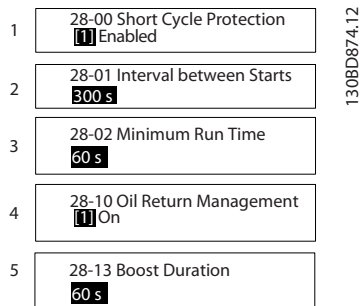 1
28-00 Short Cycle Protection
[1] Enabled
2
28-01 Interval between Starts
300 s
3
28-02 Minimum Run Time
60 s
4
28-10 Oil Return Management
[1] On
5
28-13 Boost Duration
60 s
130BD874.12